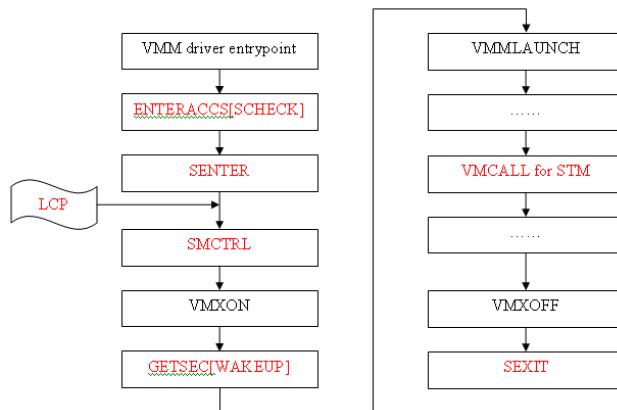 VMM driver entrypoint
ENTERACCS[SCHECK]
SENTER
LCP
SMCTRL
VMXON
GETSEC[WAKEUP]
VMMLAUNCH
……
VMCALL for STM
……
VMXOFF
SEXIT